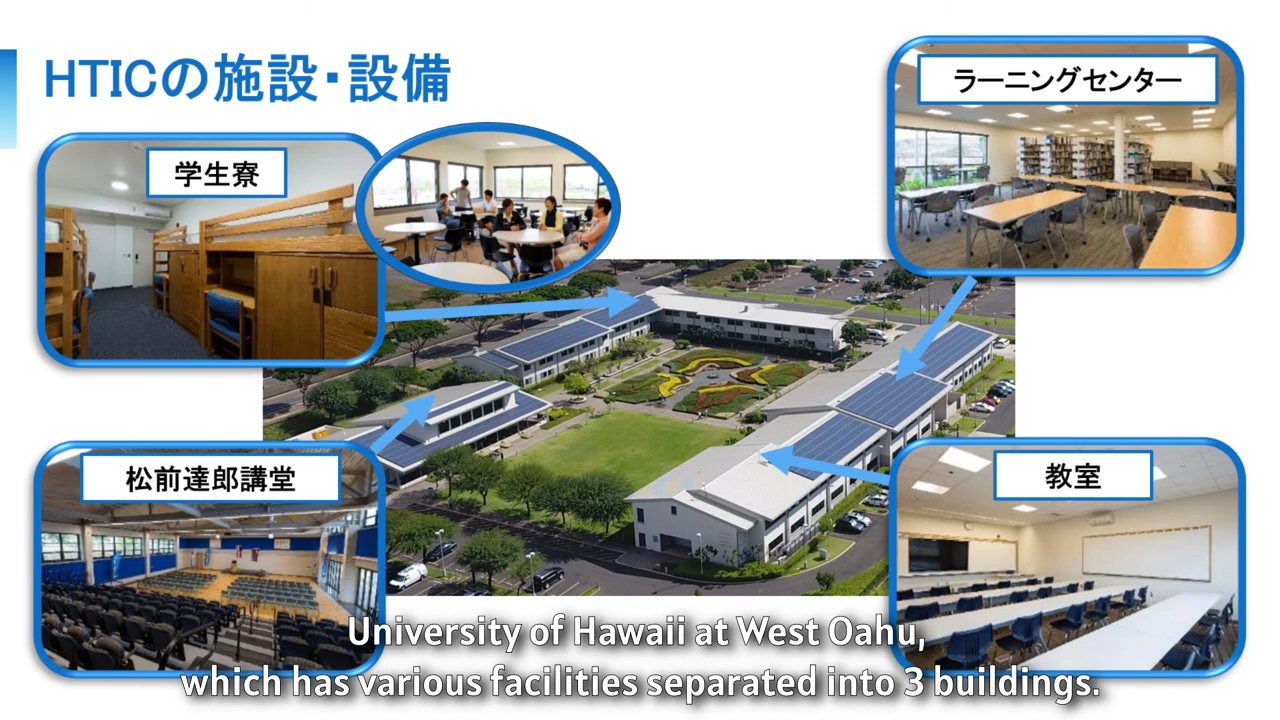 HTICの施設・設備
学生寮
ラーニングセンター
松前達郎講堂
教室
University of Hawaii at West Oahu,
which has various facilities separated into 3 buildings.